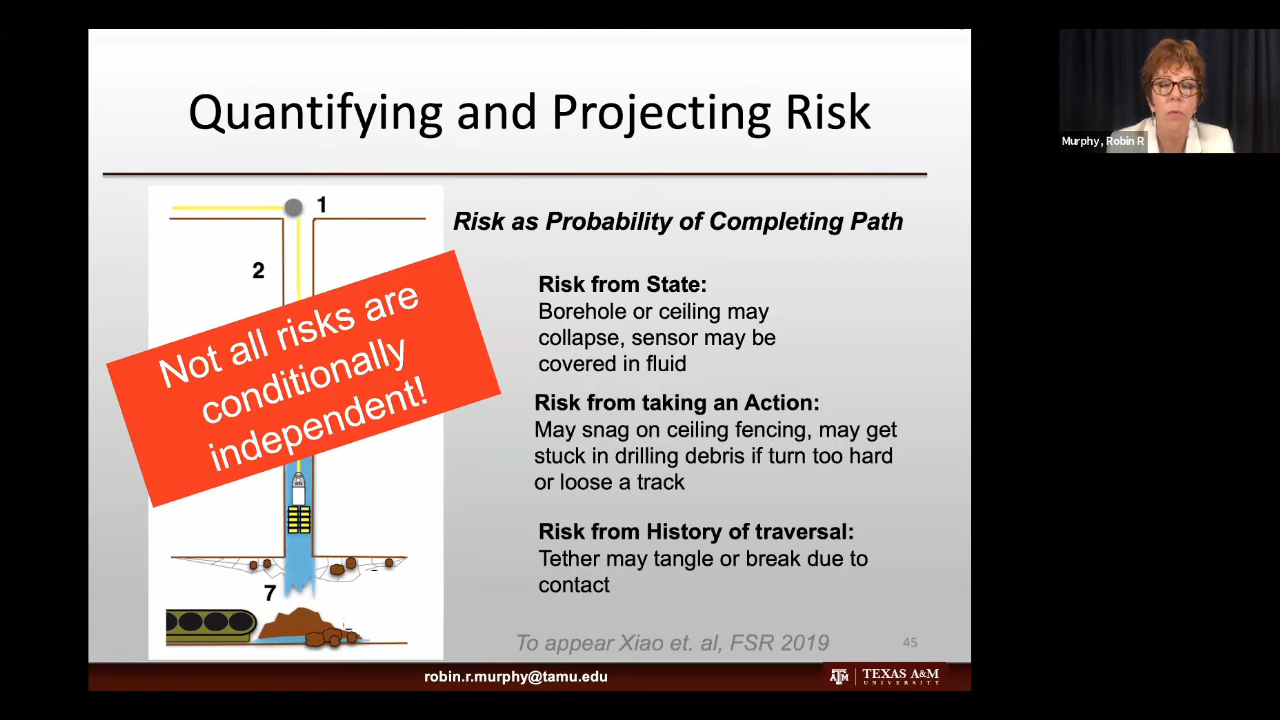 Quantifying and Projecting Risk
1
2
7
Not all risks are
conditionally
independent!
Risk as Probability of Completing Path
Risk from State:
Borehole or ceiling may
collapse, sensor may be
covered in fluid
Risk from taking an Action:
May snag on ceiling fencing, may get
stuck in drilling debris if turn too hard
or loose a track
Risk from History of traversal:
Tether may tangle or break due to
contact
To appear Xiao et. al, FSR 2019
45
robin.r.murphy@tamu.edu
ATM
TEXAS A&M
UNIVERSITY
Murphy, Robin R